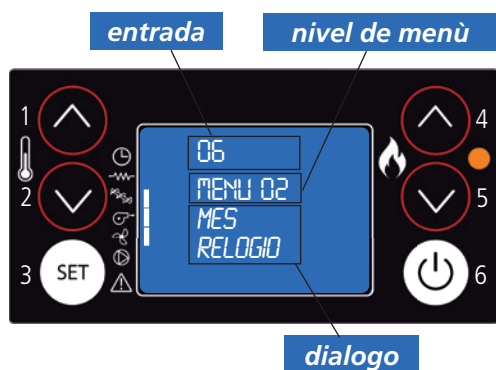 entrada
nivel de menù
1
4
06
MENU 02
2
5
MES
RELOGIO
3
SET
6
dialogo